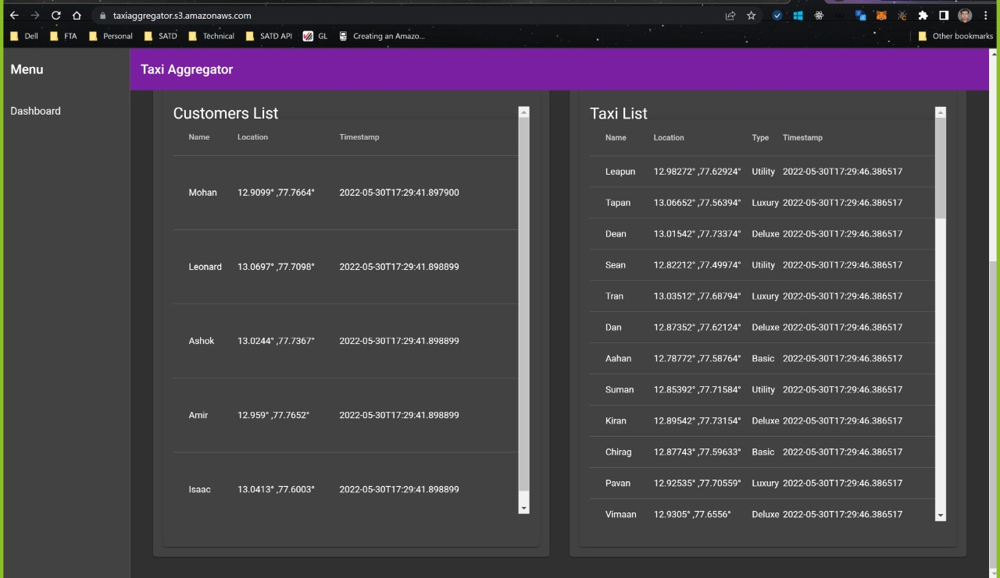 taxiaggregator.s3.amazonaws.com
Dell FTA Personal SATD Technical SATD API GL Creating an Amazo... Other bookmarks
Menu
Dashboard
Taxi Aggregator
Customers List
Name Location Timestamp
Mohan 12.9099° ,77.7664° 2022-05-30T17:29:41.897900
Leonard 13.0697° ,77.7098° 2022-05-30T17:29:41.898899
Ashok 13.0244° ,77.7367° 2022-05-30T17:29:41.898899
Amir 12.959° ,77.7652° 2022-05-30T17:29:41.898899
Isaac 13.0413° ,77.6003° 2022-05-30T17:29:41.898899
Taxi List
Name Location Type Timestamp
Leapun 12.98272° ,77.62924° Utility 2022-05-30T17:29:46.386517
Tapan 13.06652° ,77.56394° Luxury 2022-05-30T17:29:46.386517
Dean 13.01542° ,77.73374° Deluxe 2022-05-30T17:29:46.386517
Sean 12.82212° ,77.49974° Utility 2022-05-30T17:29:46.386517
Tran 13.03512° ,77.68794° Luxury 2022-05-30T17:29:46.386517
Dan 12.87352° ,77.62124° Deluxe 2022-05-30T17:29:46.386517
Aahan 12.78772° ,77.58764° Basic 2022-05-30T17:29:46.386517
Suman 12.85392° ,77.71584° Utility 2022-05-30T17:29:46.386517
Kiran 12.89542° ,77.73154° Deluxe 2022-05-30T17:29:46.386517
Chirag 12.87743° ,77.59633° Basic 2022-05-30T17:29:46.386517
Pavan 12.92535° ,77.70559° Luxury 2022-05-30T17:29:46.386517
Vimaan 12.9305° ,77.6556° Deluxe 2022-05-30T17:29:46.386517